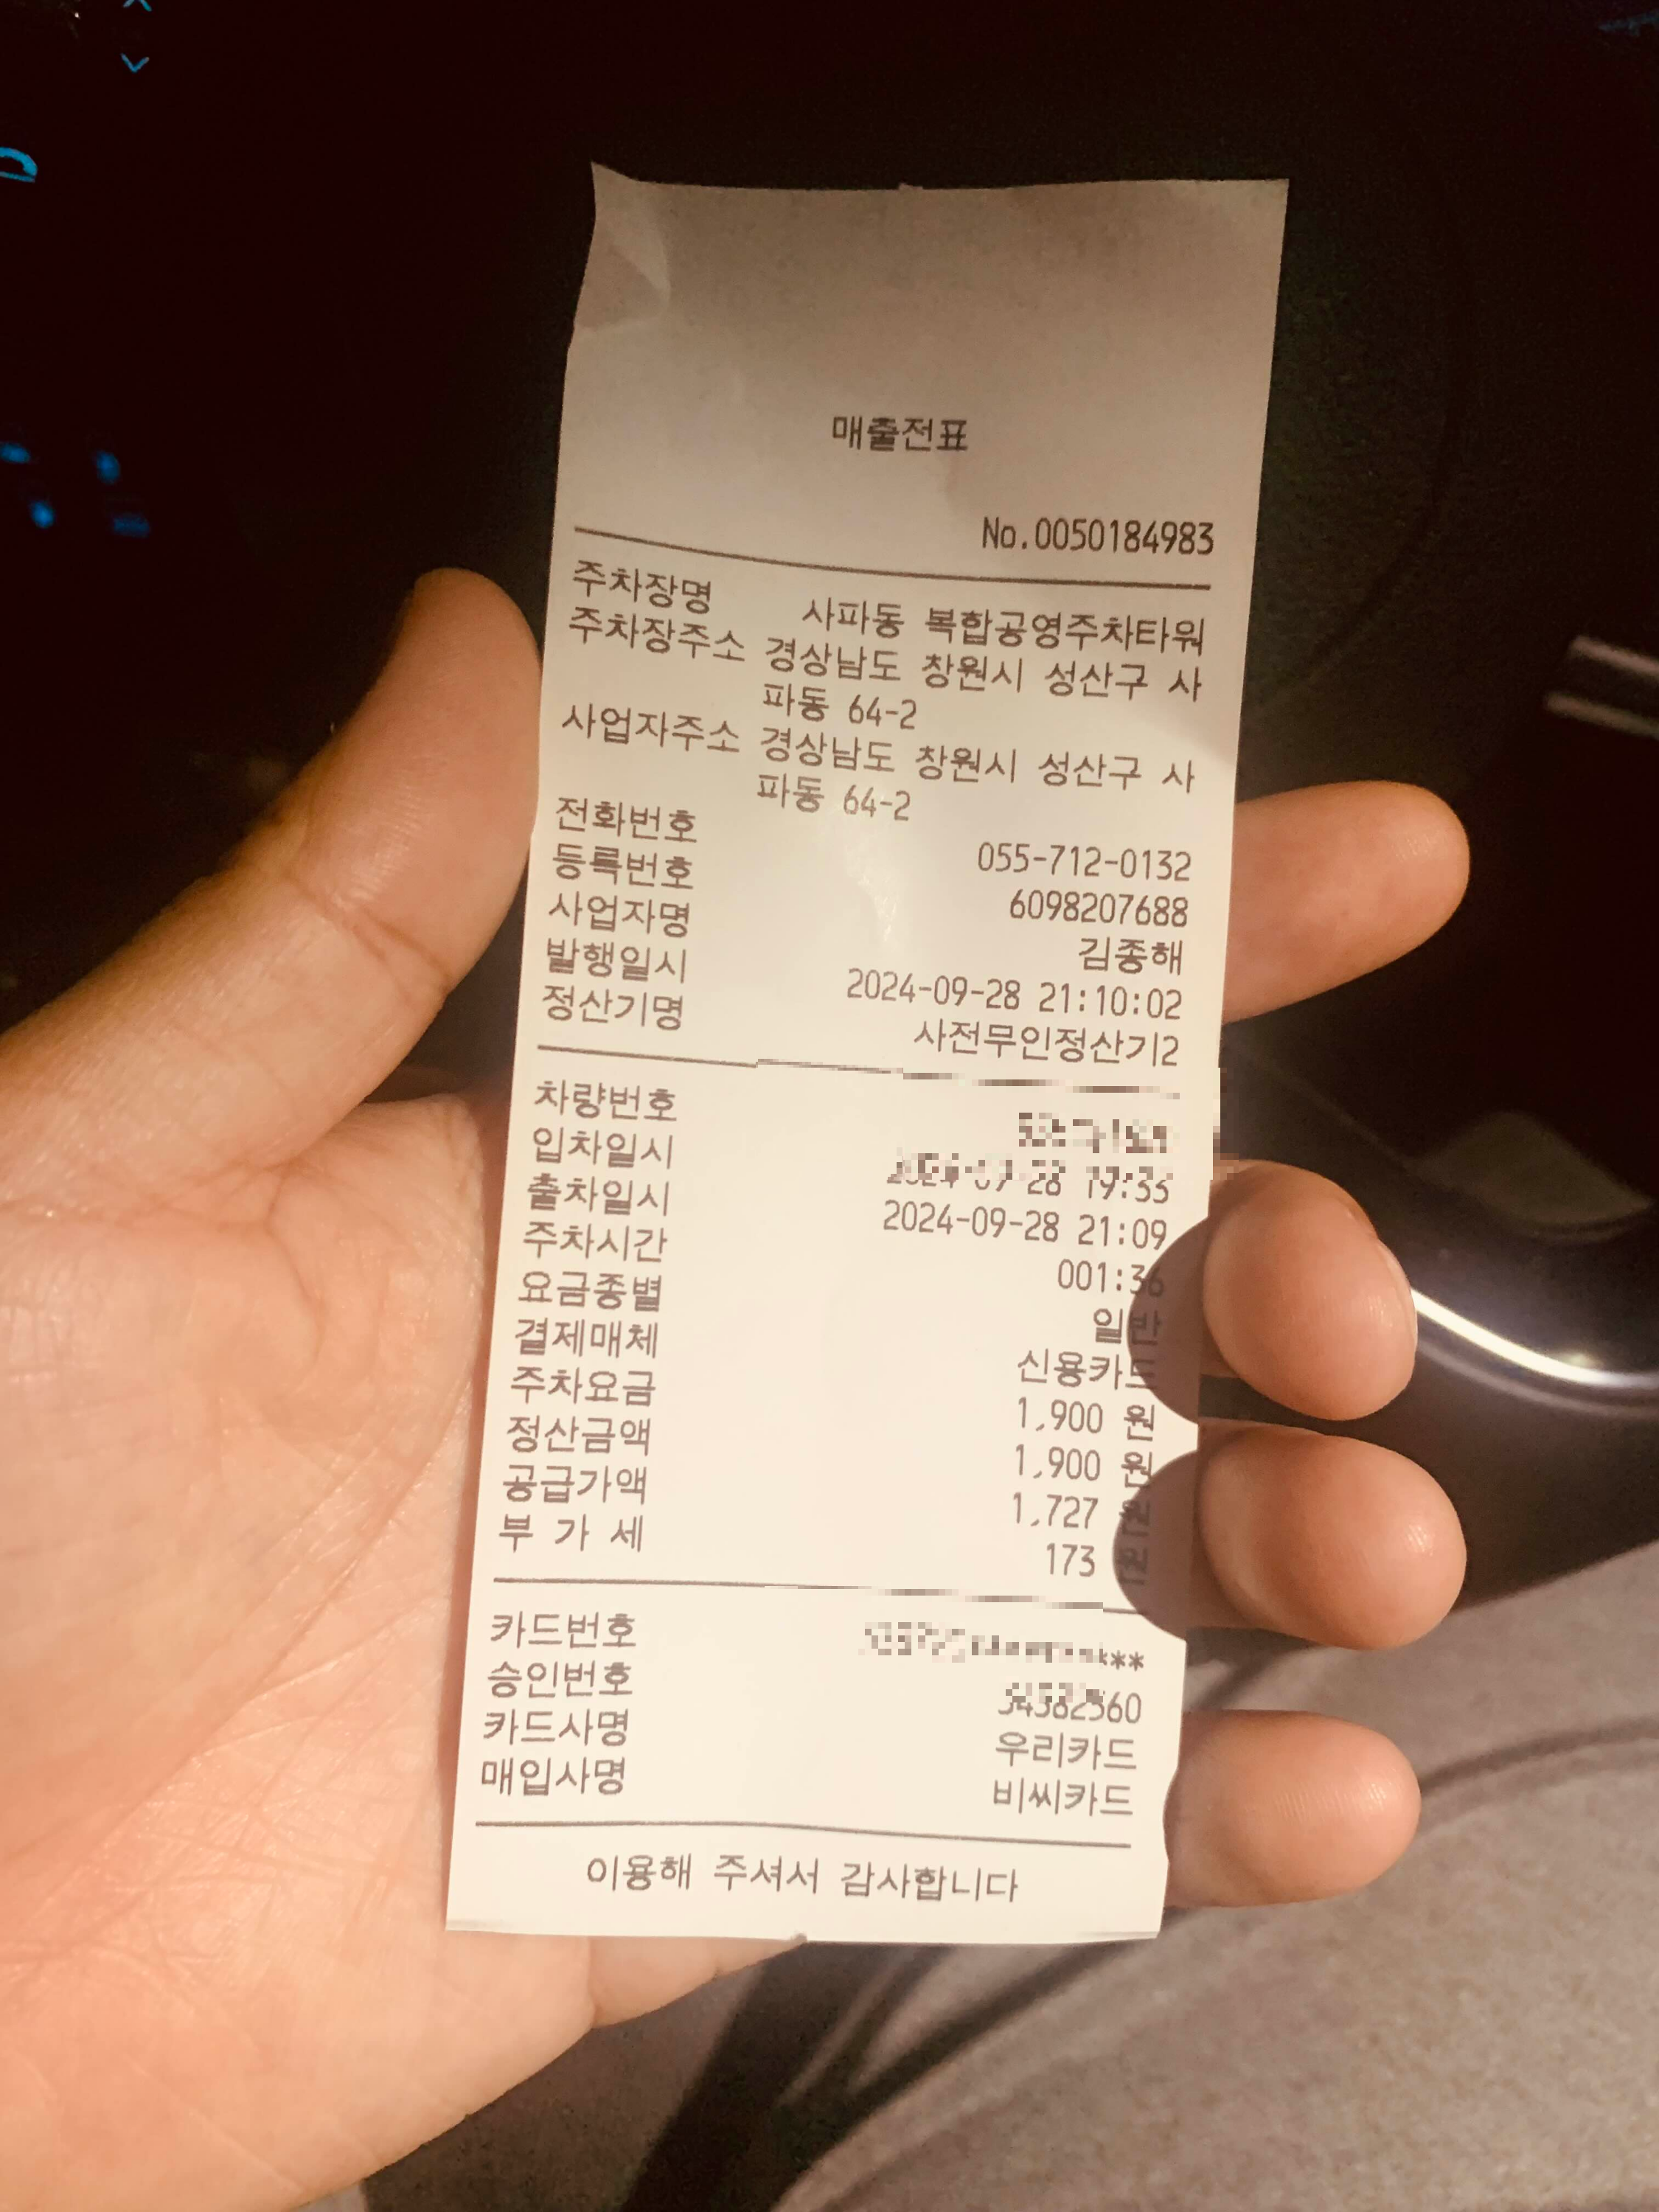 매출전표
No.0050184983
주차장명 사파동 복합공영주차타워
주차장주소 경상남도 창원시 성산구 사
파동 64-2
사업자주소 경상남도 창원시 성산구 사
파동 64-2
전화번호 055-712-0132
등록번호 6098207688
사업자명 김종해
발행일시 2024-09-28 21:10:02
정산기명 사전무인정산기2
차량번호
입차일시 28 19:33
출차일시 2024-09-28 21:09
주차시간 001:36
요금종별 일반
결제매체 신용카드
주차요금 1,900 원
정산금액 1,900 원
공급가액 1,727 원
부 가 세 173 원
카드번호
승인번호
카드사명 우리카드
매입사명 비씨카드
이용해 주셔서 감사합니다